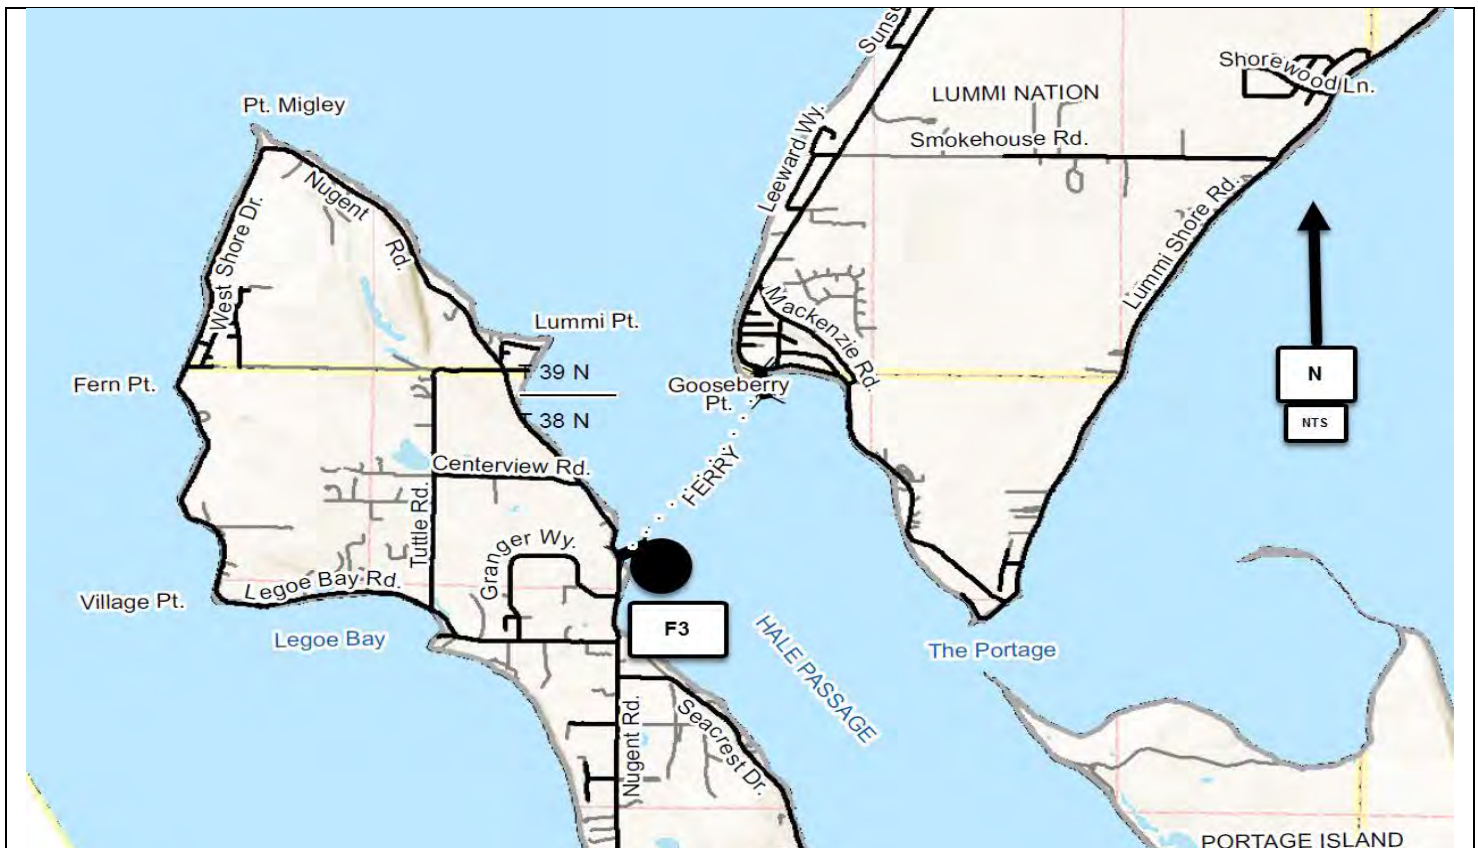 Sunse
Shorewood Ln.
Pt. Migley
LUMMI NATION
Leeward Wy.
Smokehouse Rd.
Nugent
Rd.
West Shore Dr.
Lummi Shore Rd.
Mackenzie Rd.
Lummi Pt.
T 39 N
Fern Pt.
Gooseberry
Pt.
N
T 38 N
NTS
Centerview Rd.
FERRY
Tuttle Rd.
Granger Wy.
Legoe Bay Rd.
Village Pt.
Legoe Bay
F3
HALE PASSAGE
The Portage
Nugent Rd.
Seacrest Dr.
PORTAGE ISLAND